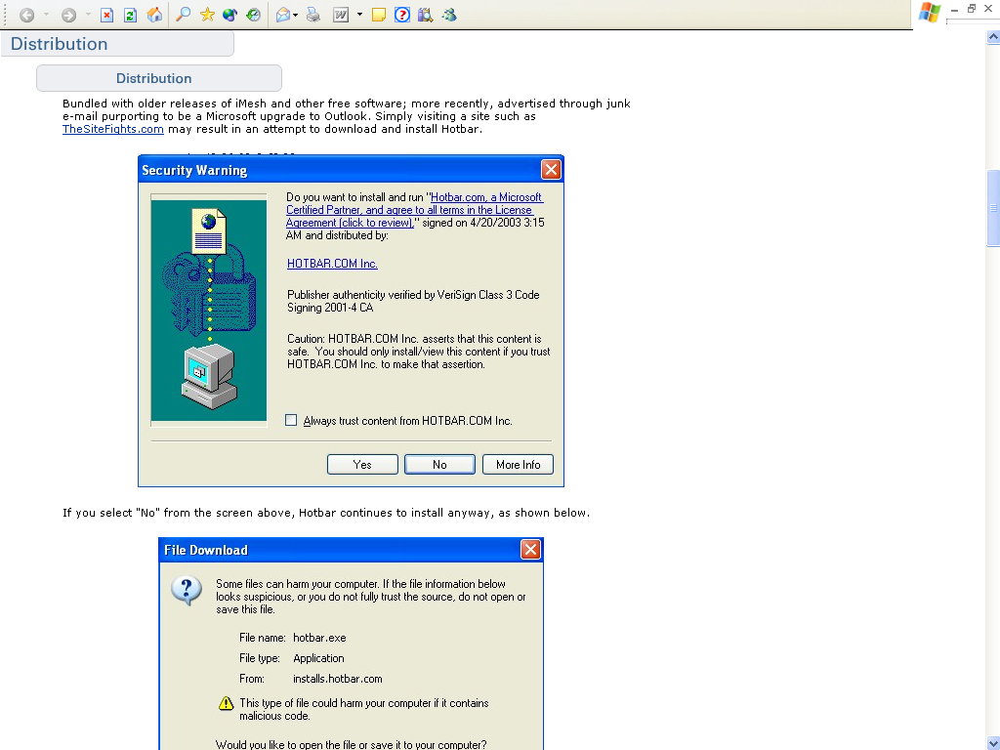 Distribution
Distribution
Bundled with older releases of iMesh and other free software; more recently, advertised through junk
e-mail purporting to be a Microsoft upgrade to Outlook. Simply visiting a site such as
TheSiteFights.com may result in an attempt to download and install Hotbar.
Security Warning
Do you want to install and run "Hotbar.com, a Microsoft
Certified Partner, and agree to all terms in the License
Agreement (click to review)," signed on 4/20/2003 3:15
AM and distributed by:
HOTBAR.COM Inc.
Publisher authenticity verified by VeriSign Class 3 Code
Signing 2001-4 CA
Caution: HOTBAR.COM Inc. asserts that this content is
safe. You should only install/view this content if you trust
HOTBAR.COM Inc. to make that assertion.
Always trust content from HOTBAR.COM Inc.
Yes No More Info
If you select "No" from the screen above, Hotbar continues to install anyway, as shown below.
File Download
Some files can harm your computer. If the file information below
looks suspicious, or you do not fully trust the source, do not open or
save this file.
File name: hotbar.exe
File type: Application
From: installs.hotbar.com
This type of file could harm your computer if it contains
malicious code.
Would you like to open the file or save it to your computer?